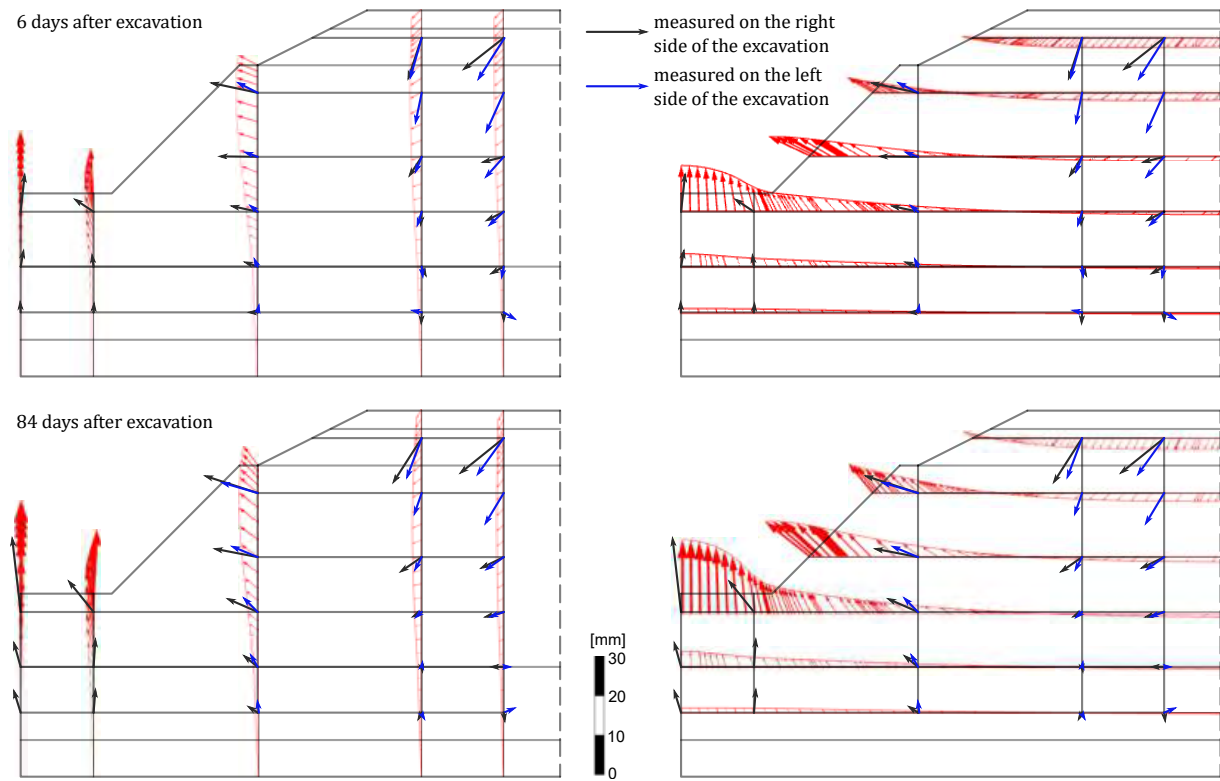 6 days after excavation
measured on the right
side of the excavation
measured on the left
side of the excavation
84 days after excavation
[mm]
30
20
10
0